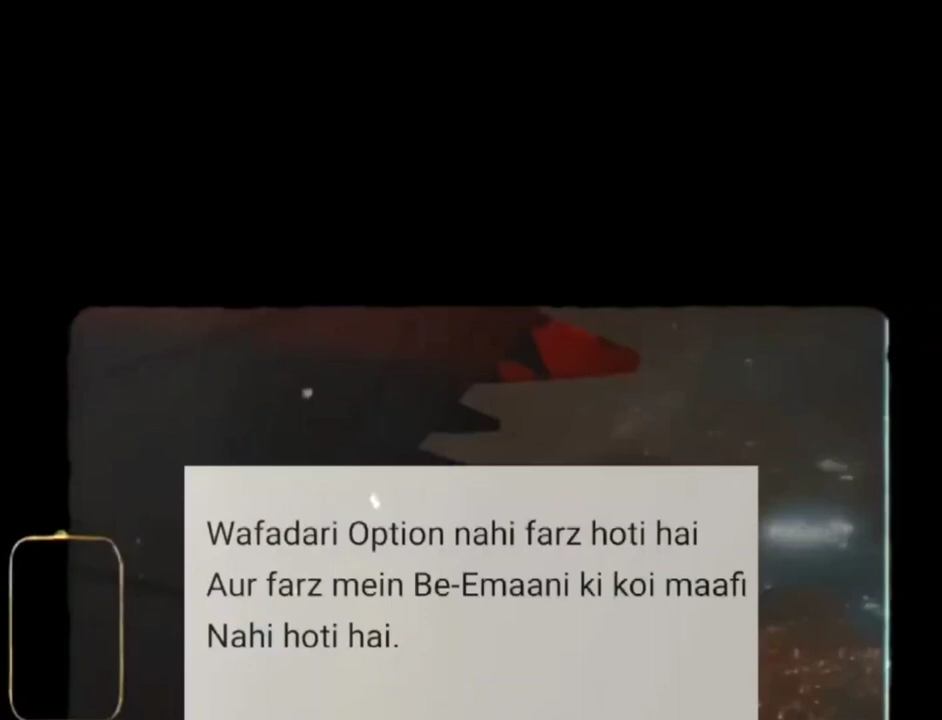 Wafadari Option nahi farz hoti hai
Aur farz mein Be-Emaani ki koi maafi
Nahi hoti hai.